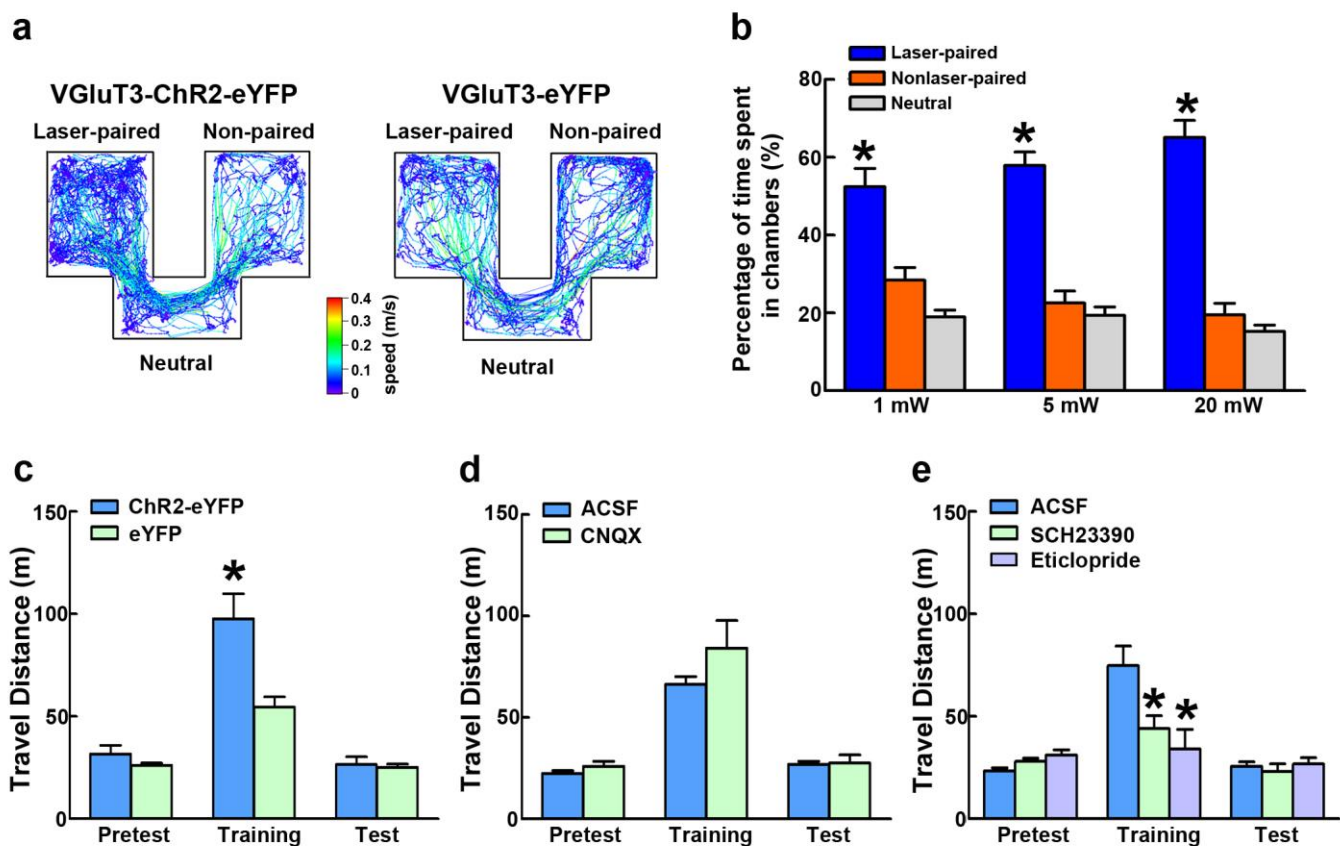 a
VGluT3-ChR2-eYFP
Laser-paired Non-paired
Neutral
VGluT3-eYFP
Laser-paired Non-paired
Neutral
0.4
0.3
0.2
0.1
0
speed (m/s)
b
Laser-paired
Nonlaser-paired
Neutral
Percentage of time spent
in chambers (%)
80
60
40
20
0
* * *
1 mW 5 mW 20 mW
c
ChR2-eYFP
eYFP
Travel Distance (m)
150
100
50
0
*
Pretest Training Test
d
ACSF
CNQX
Travel Distance (m)
150
100
50
0
Pretest Training Test
e
ACSF
SCH23390
Eticlopride
Travel Distance (m)
150
100
50
0
* *
Pretest Training Test